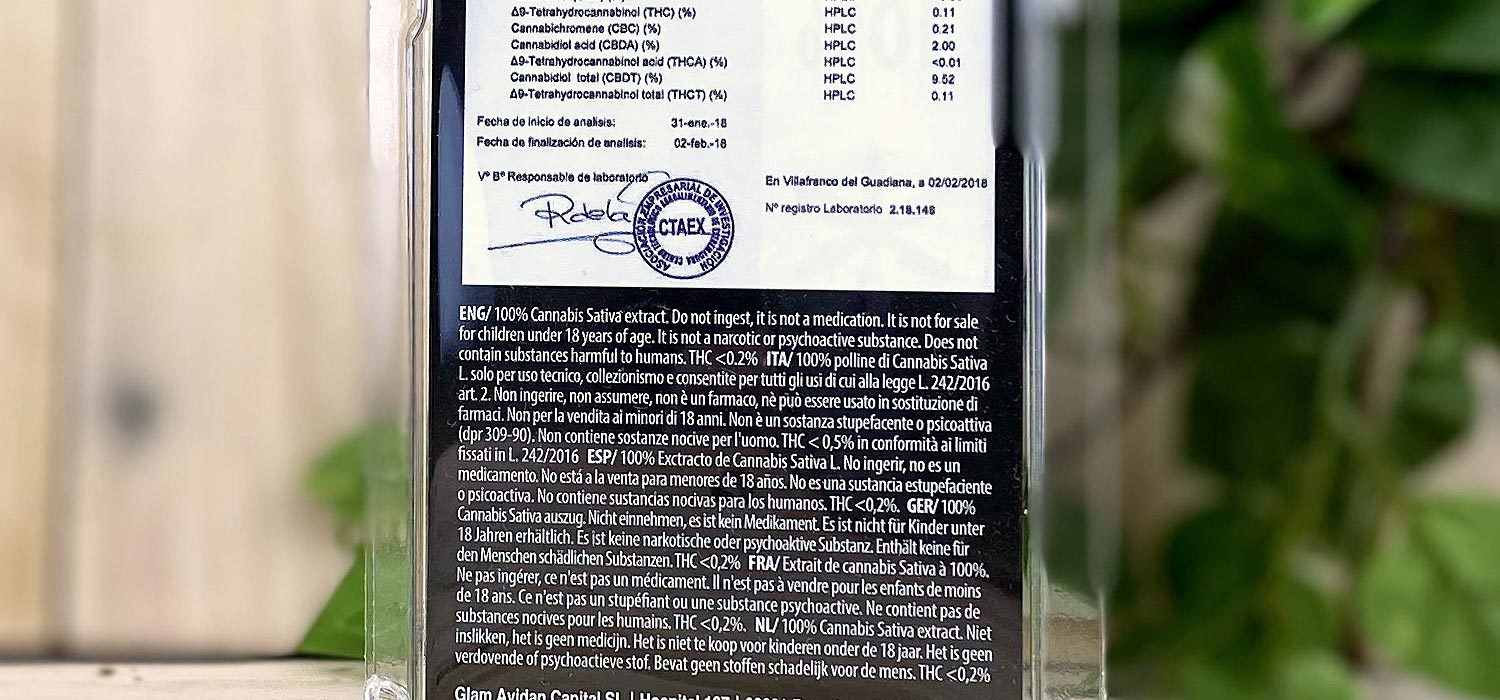 Δ9-Tetrahydrocannabinol (THC) (%) HPLC 0.11
Cannabichromene (CBC) (%) HPLC 0.21
Cannabidiol acid (CBDA) (%) HPLC 2.00
Δ9-Tetrahydrocannabinol acid (THCA) (%) HPLC <0.01
Cannabidiol total (CBDT) (%) HPLC 9.52
Δ9-Tetrahydrocannabinol total (THCT) (%) HPLC 0.11
Fecha de inicio de analisis: 31-ene.-18
Fecha de finalización de analisis: 02-feb.-18
Vº Bº Responsable de laboratorio
En Villafranco del Guadiana, a 02/02/2018
Nº registro Laboratorio 2.18.146
ASOCIACIÓN EMPRESARIAL DE INVESTIGACIÓN
CTAEX
ENG/ 100% Cannabis Sativa extract. Do not ingest, it is not a medication. It is not for sale
for children under 18 years of age. It is not a narcotic or psychoactive substance. Does not
contain substances harmful to humans. THC <0.2% ITA/ 100% polline di Cannabis Sativa
L. solo per uso tecnico, collezionismo e consentite per tutti gli usi di cui alla legge L. 242/2016
art. 2. Non ingerire, non assumere, non è un farmaco, nè può essere usato in sostituzione di
farmaci. Non per la vendita ai minori di 18 anni. Non è un sostanza stupefacente o psicoattiva
(dpr 309-90). Non contiene sostanze nocive per l'uomo. THC < 0,5% in conformità ai limiti
fissati in L. 242/2016 ESP/ 100% Exctracto de Cannabis Sativa L. No ingerir, no es un
medicamento. No está a la venta para menores de 18 años. No es una sustancia estupefaciente
o psicoactiva. No contiene sustancias nocivas para los humanos. THC <0,2%. GER/ 100%
Cannabis Sativa auszug. Nicht einnehmen, es ist kein Medikament. Es ist nicht für Kinder unter
18 Jahren erhältlich. Es ist keine narkotische oder psychoaktive Substanz. Enthält keine für
den Menschen schädlichen Substanzen. THC <0,2% FRA/ Extrait de cannabis Sativa à 100%.
Ne pas ingérer, ce n'est pas un médicament. Il n'est pas à vendre pour les enfants de moins
de 18 ans. Ce n'est pas un stupéfiant ou une substance psychoactive. Ne contient pas de
substances nocives pour les humains. THC <0,2%. NL/ 100% Cannabis Sativa extract. Niet
inslikken, het is geen medicijn. Het is niet te koop voor kinderen onder de 18 jaar. Het is geen
verdovende of psychoactieve stof. Bevat geen stoffen schadelijk voor de mens. THC <0,2%
Glam Avidan Capital SL | Hospital